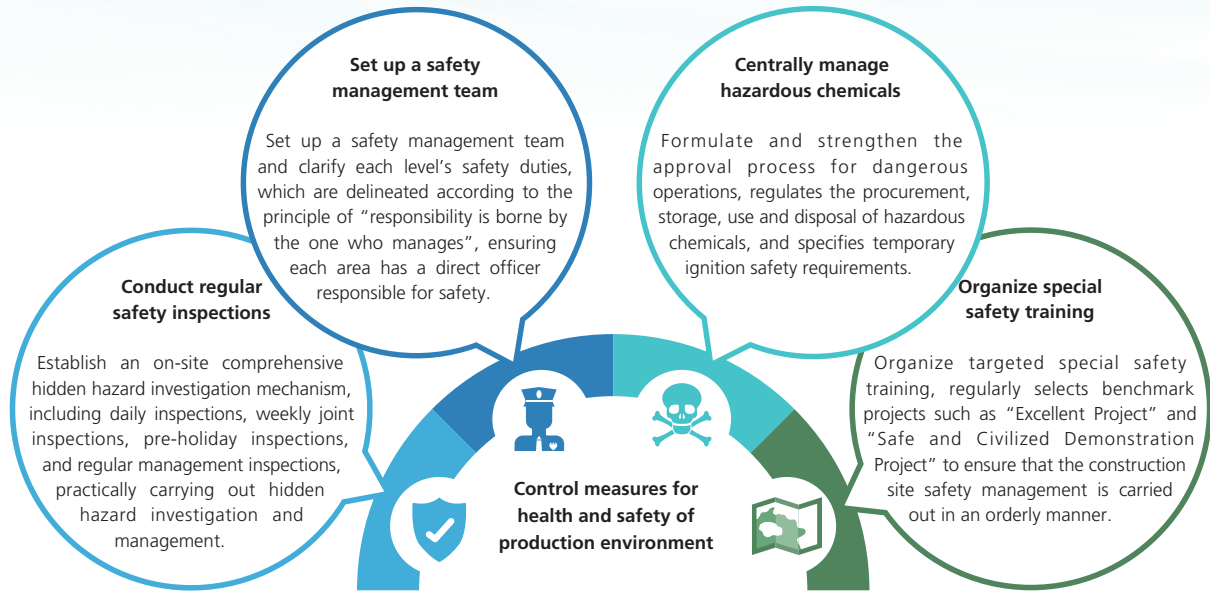 Set up a safety
management team
Set up a safety management team
and clarify each level's safety duties,
which are delineated according to the
principle of “responsibility is borne by
the one who manages”, ensuring
each area has a direct officer
responsible for safety.
Centrally manage
hazardous chemicals
Formulate and strengthen the
approval process for dangerous
operations, regulates the procurement,
storage, use and disposal of hazardous
chemicals, and specifies temporary
ignition safety requirements.
Conduct regular
safety inspections
Establish an on-site comprehensive
hidden hazard investigation mechanism,
including daily inspections, weekly joint
inspections, pre-holiday inspections,
and regular management inspections,
practically carrying out hidden
hazard investigation and
management.
Organize special
safety training
Organize targeted special safety
training, regularly selects benchmark
projects such as “Excellent Project” and
“Safe and Civilized Demonstration
Project” to ensure that the construction
site safety management is carried
out in an orderly manner.
Control measures for
health and safety of
production environment